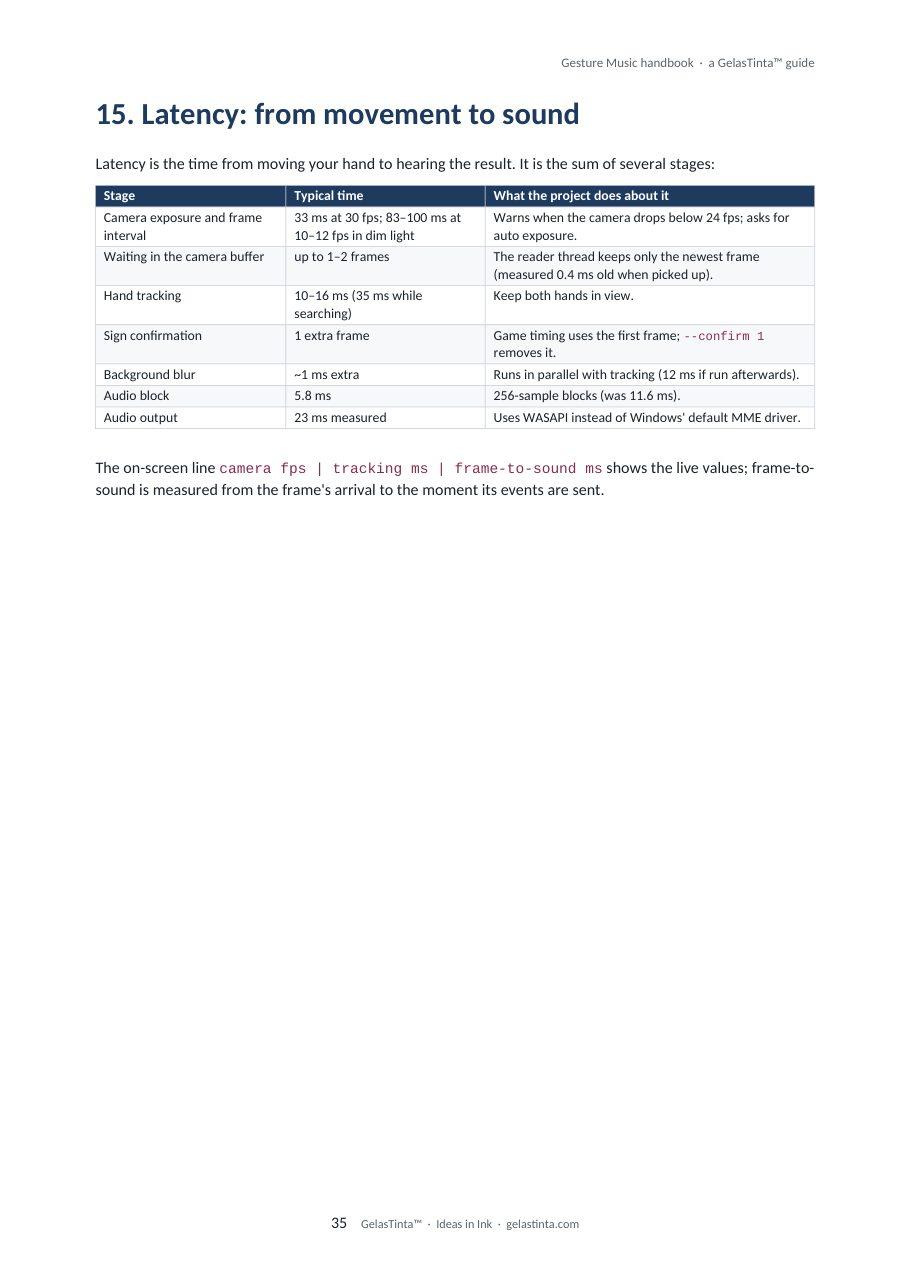 Gesture Music handbook · a GelasTinta™ guide
15. Latency: from movement to sound
Latency is the time from moving your hand to hearing the result. It is the sum of several stages:
Stage Typical time What the project does about it
Camera exposure and frame interval 33 ms at 30 fps; 83–100 ms at 10–12 fps in dim light Warns when the camera drops below 24 fps; asks for auto exposure.
Waiting in the camera buffer up to 1–2 frames The reader thread keeps only the newest frame (measured 0.4 ms old when picked up).
Hand tracking 10–16 ms (35 ms while searching) Keep both hands in view.
Sign confirmation 1 extra frame Game timing uses the first frame; --confirm 1 removes it.
Background blur ~1 ms extra Runs in parallel with tracking (12 ms if run afterwards).
Audio block 5.8 ms 256-sample blocks (was 11.6 ms).
Audio output 23 ms measured Uses WASAPI instead of Windows' default MME driver.
The on-screen line camera fps | tracking ms | frame-to-sound ms shows the live values; frame-to-
sound is measured from the frame's arrival to the moment its events are sent.
35 GelasTinta™ · Ideas in Ink · gelastinta.com